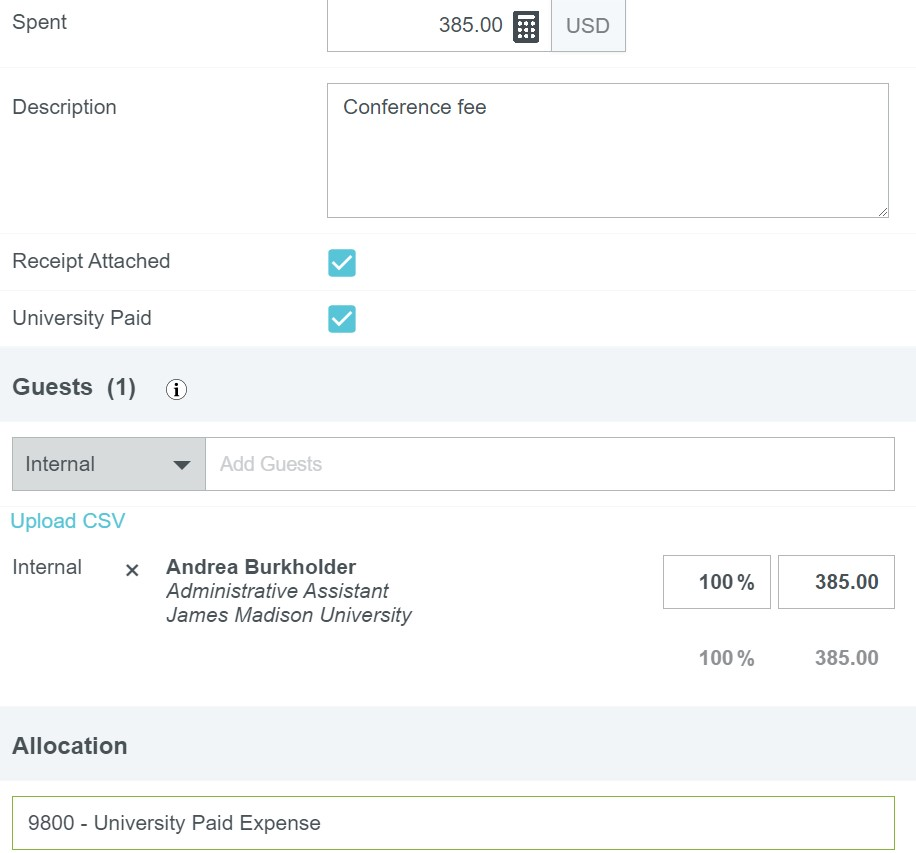 Spent
385.00 USD
Description
Conference fee
Receipt Attached
University Paid
Guests (1)
Internal
Add Guests
Upload CSV
Internal × Andrea Burkholder 100 % 385.00
Administrative Assistant
James Madison University
100 % 385.00
Allocation
9800 - University Paid Expense